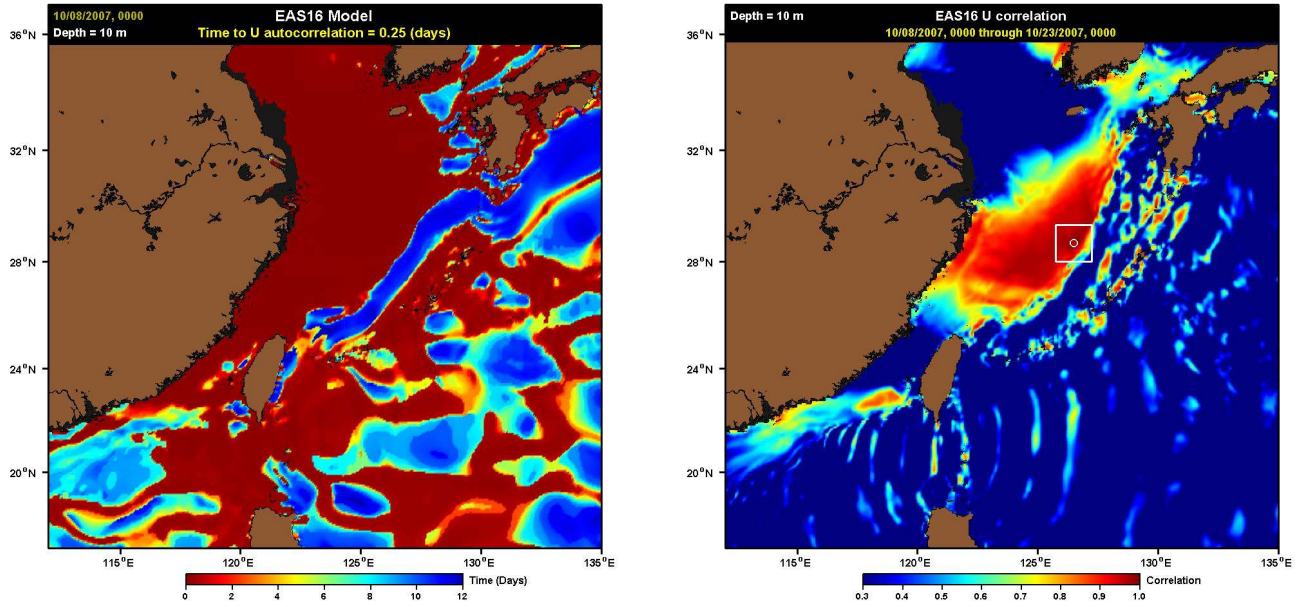 10/08/2007, 0000
EAS16 Model
Depth = 10 m
Time to U autocorrelation = 0.25 (days)
36°N
32°N
28°N
24°N
20°N
115°E
120°E
125°E
130°E
135°E
0
2
4
6
8
10
12
Time (Days)
Depth = 10 m
EAS16 U correlation
10/08/2007, 0000 through 10/23/2007, 0000
36°N
32°N
28°N
24°N
20°N
115°E
120°E
125°E
130°E
135°E
0.3
0.4
0.5
0.6
0.7
0.8
0.9
1.0
Correlation